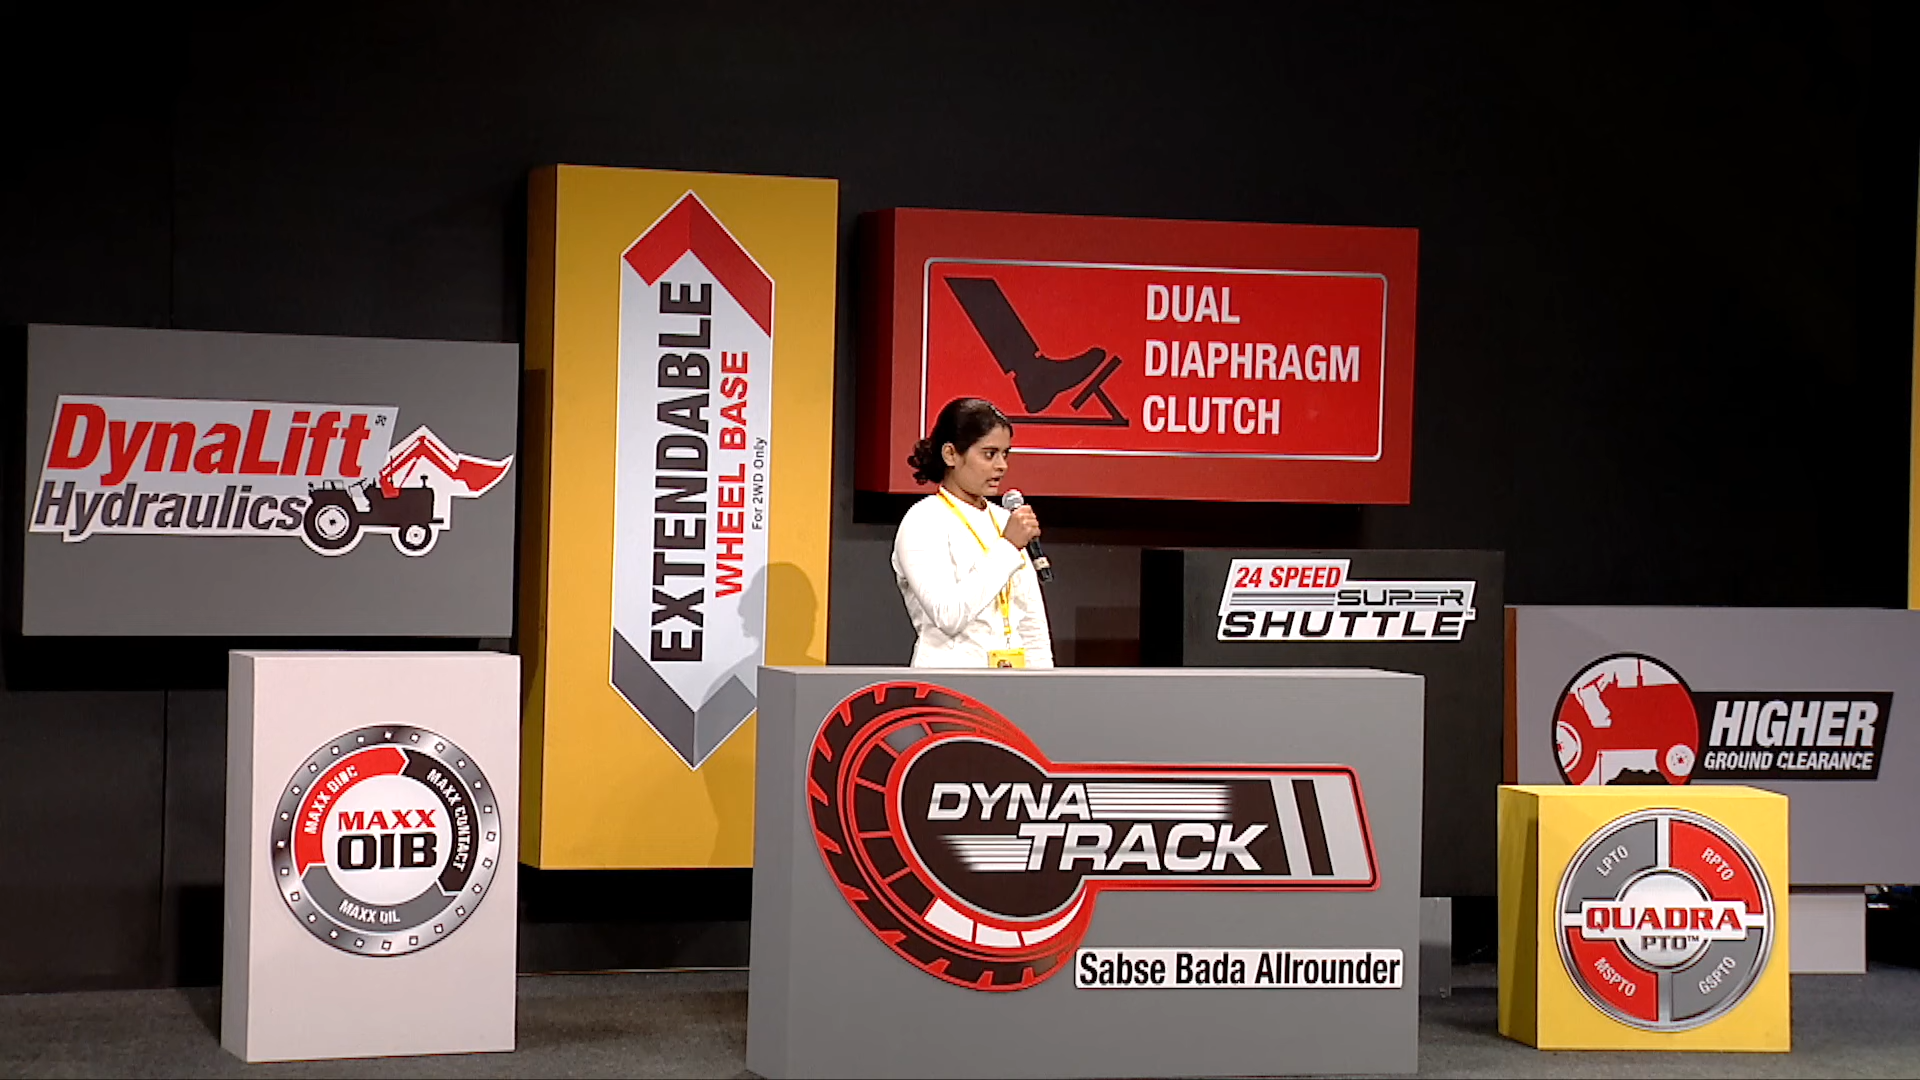 DynaLift
Hydraulics
EXTENDABLE
WHEEL BASE
For 2WD Only
DUAL
DIAPHRAGM
CLUTCH
24 SPEED
SUPER
SHUTTLE
HIGHER
GROUND CLEARANCE
MAXX DISC
MAXX CONTACT
MAXX
OIB
MAXX OIL
DYNA
TRACK
Sabse Bada Allrounder
LPTO
RPTO
QUADRA
PTO™
MSPTO
GSPTO